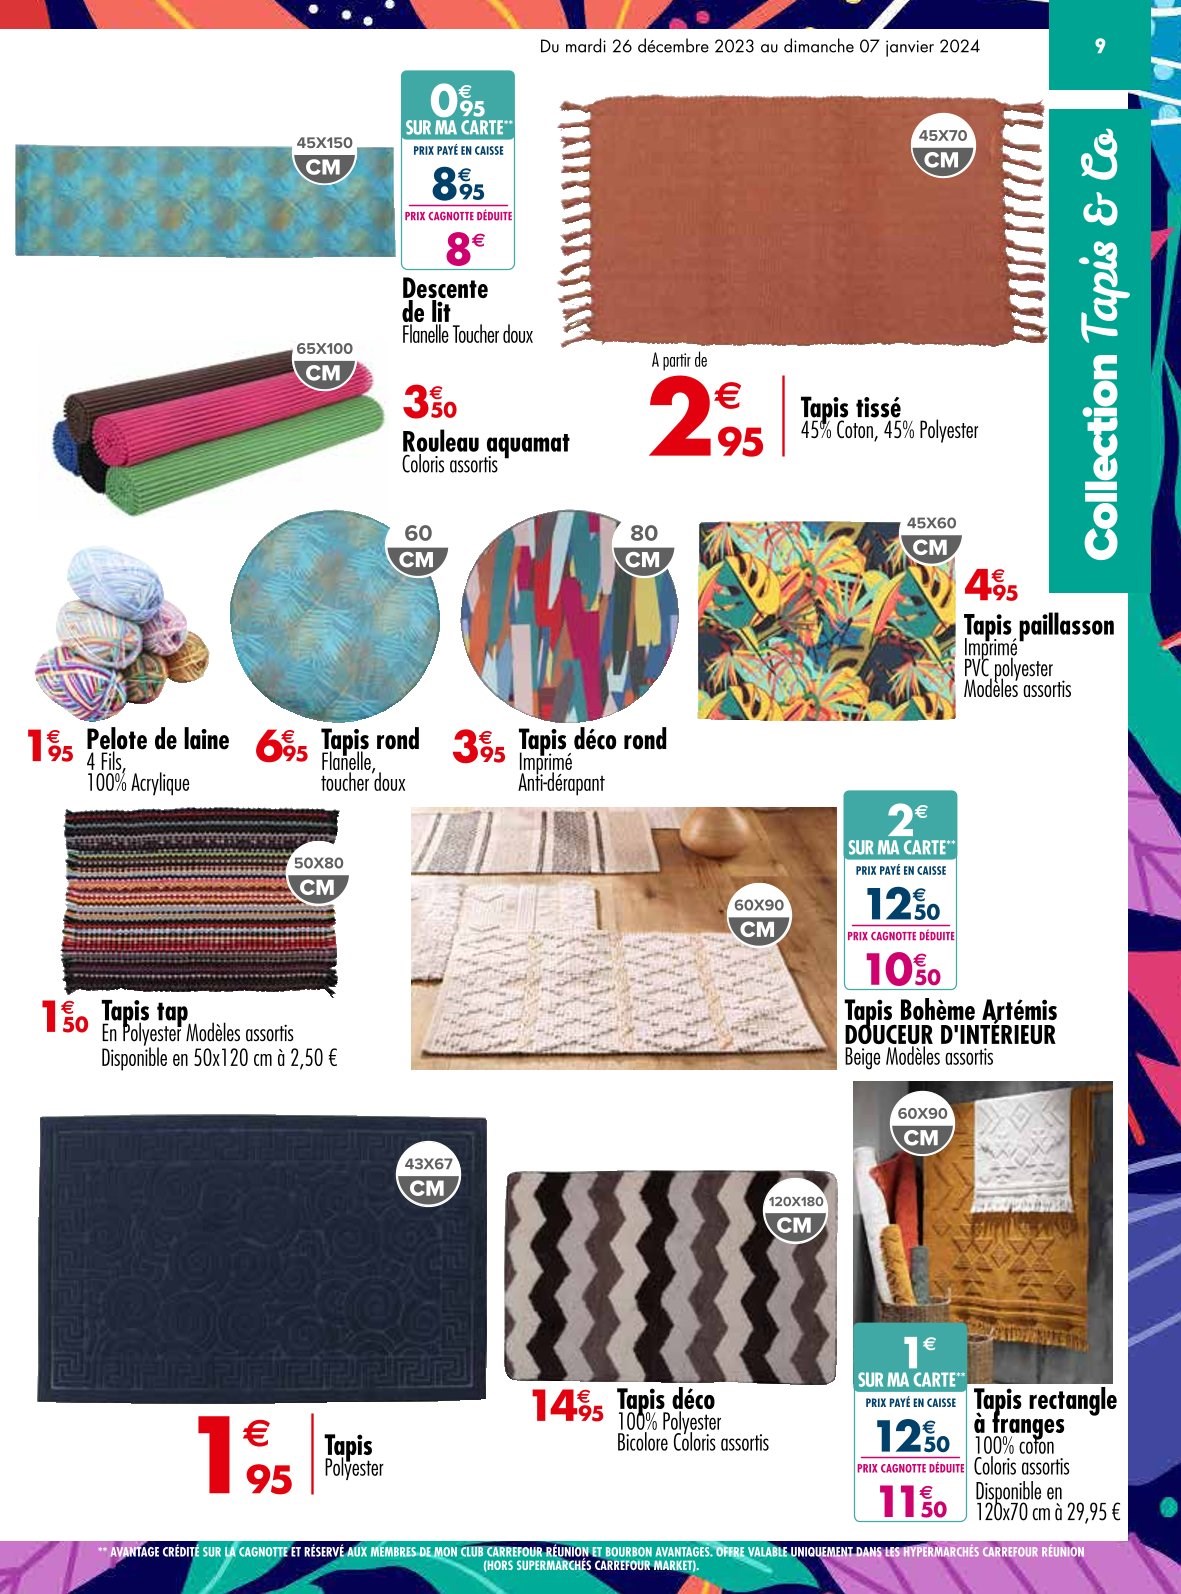 Du mardi 26 décembre 2023 au dimanche 07 janvier 2024
9
Collection Tapis & Co
45X150
CM
0€95
SUR MA CARTE**
PRIX PAYÉ EN CAISSE
8€95
PRIX CAGNOTTE DÉDUITE
8€
Descente
de lit
Flanelle Toucher doux
45X70
CM
A partir de
2€95
Tapis tissé
45% Coton, 45% Polyester
65X100
CM
3€50
Rouleau aquamat
Coloris assortis
1€95
Pelote de laine
4 Fils,
100% Acrylique
60
CM
6€95
Tapis rond
Flanelle,
toucher doux
80
CM
3€95
Tapis déco rond
Imprimé
Anti-dérapant
45X60
CM
4€95
Tapis paillasson
Imprimé
PVC polyester
Modèles assortis
50X80
CM
1€50
Tapis tap
En Polyester Modèles assortis
Disponible en 50x120 cm à 2,50 €
60X90
CM
2€
SUR MA CARTE**
PRIX PAYÉ EN CAISSE
12€50
PRIX CAGNOTTE DÉDUITE
10€50
Tapis Bohème Artémis
DOUCEUR D'INTÉRIEUR
Beige Modèles assortis
43X67
CM
1€95
Tapis
Polyester
120X180
CM
14€95
Tapis déco
100% Polyester
Bicolore Coloris assortis
60X90
CM
1€
SUR MA CARTE**
PRIX PAYÉ EN CAISSE
12€50
PRIX CAGNOTTE DÉDUITE
11€50
Tapis rectangle
à franges
100% coton
Coloris assortis
Disponible en
120x70 cm à 29,95 €
** AVANTAGE CRÉDITÉ SUR LA CAGNOTTE ET RÉSERVÉ AUX MEMBRES DE MON CLUB CARREFOUR RÉUNION ET BOURBON AVANTAGES. OFFRE VALABLE UNIQUEMENT DANS LES HYPERMARCHÉS CARREFOUR RÉUNION
(HORS SUPERMARCHÉS CARREFOUR MARKET).